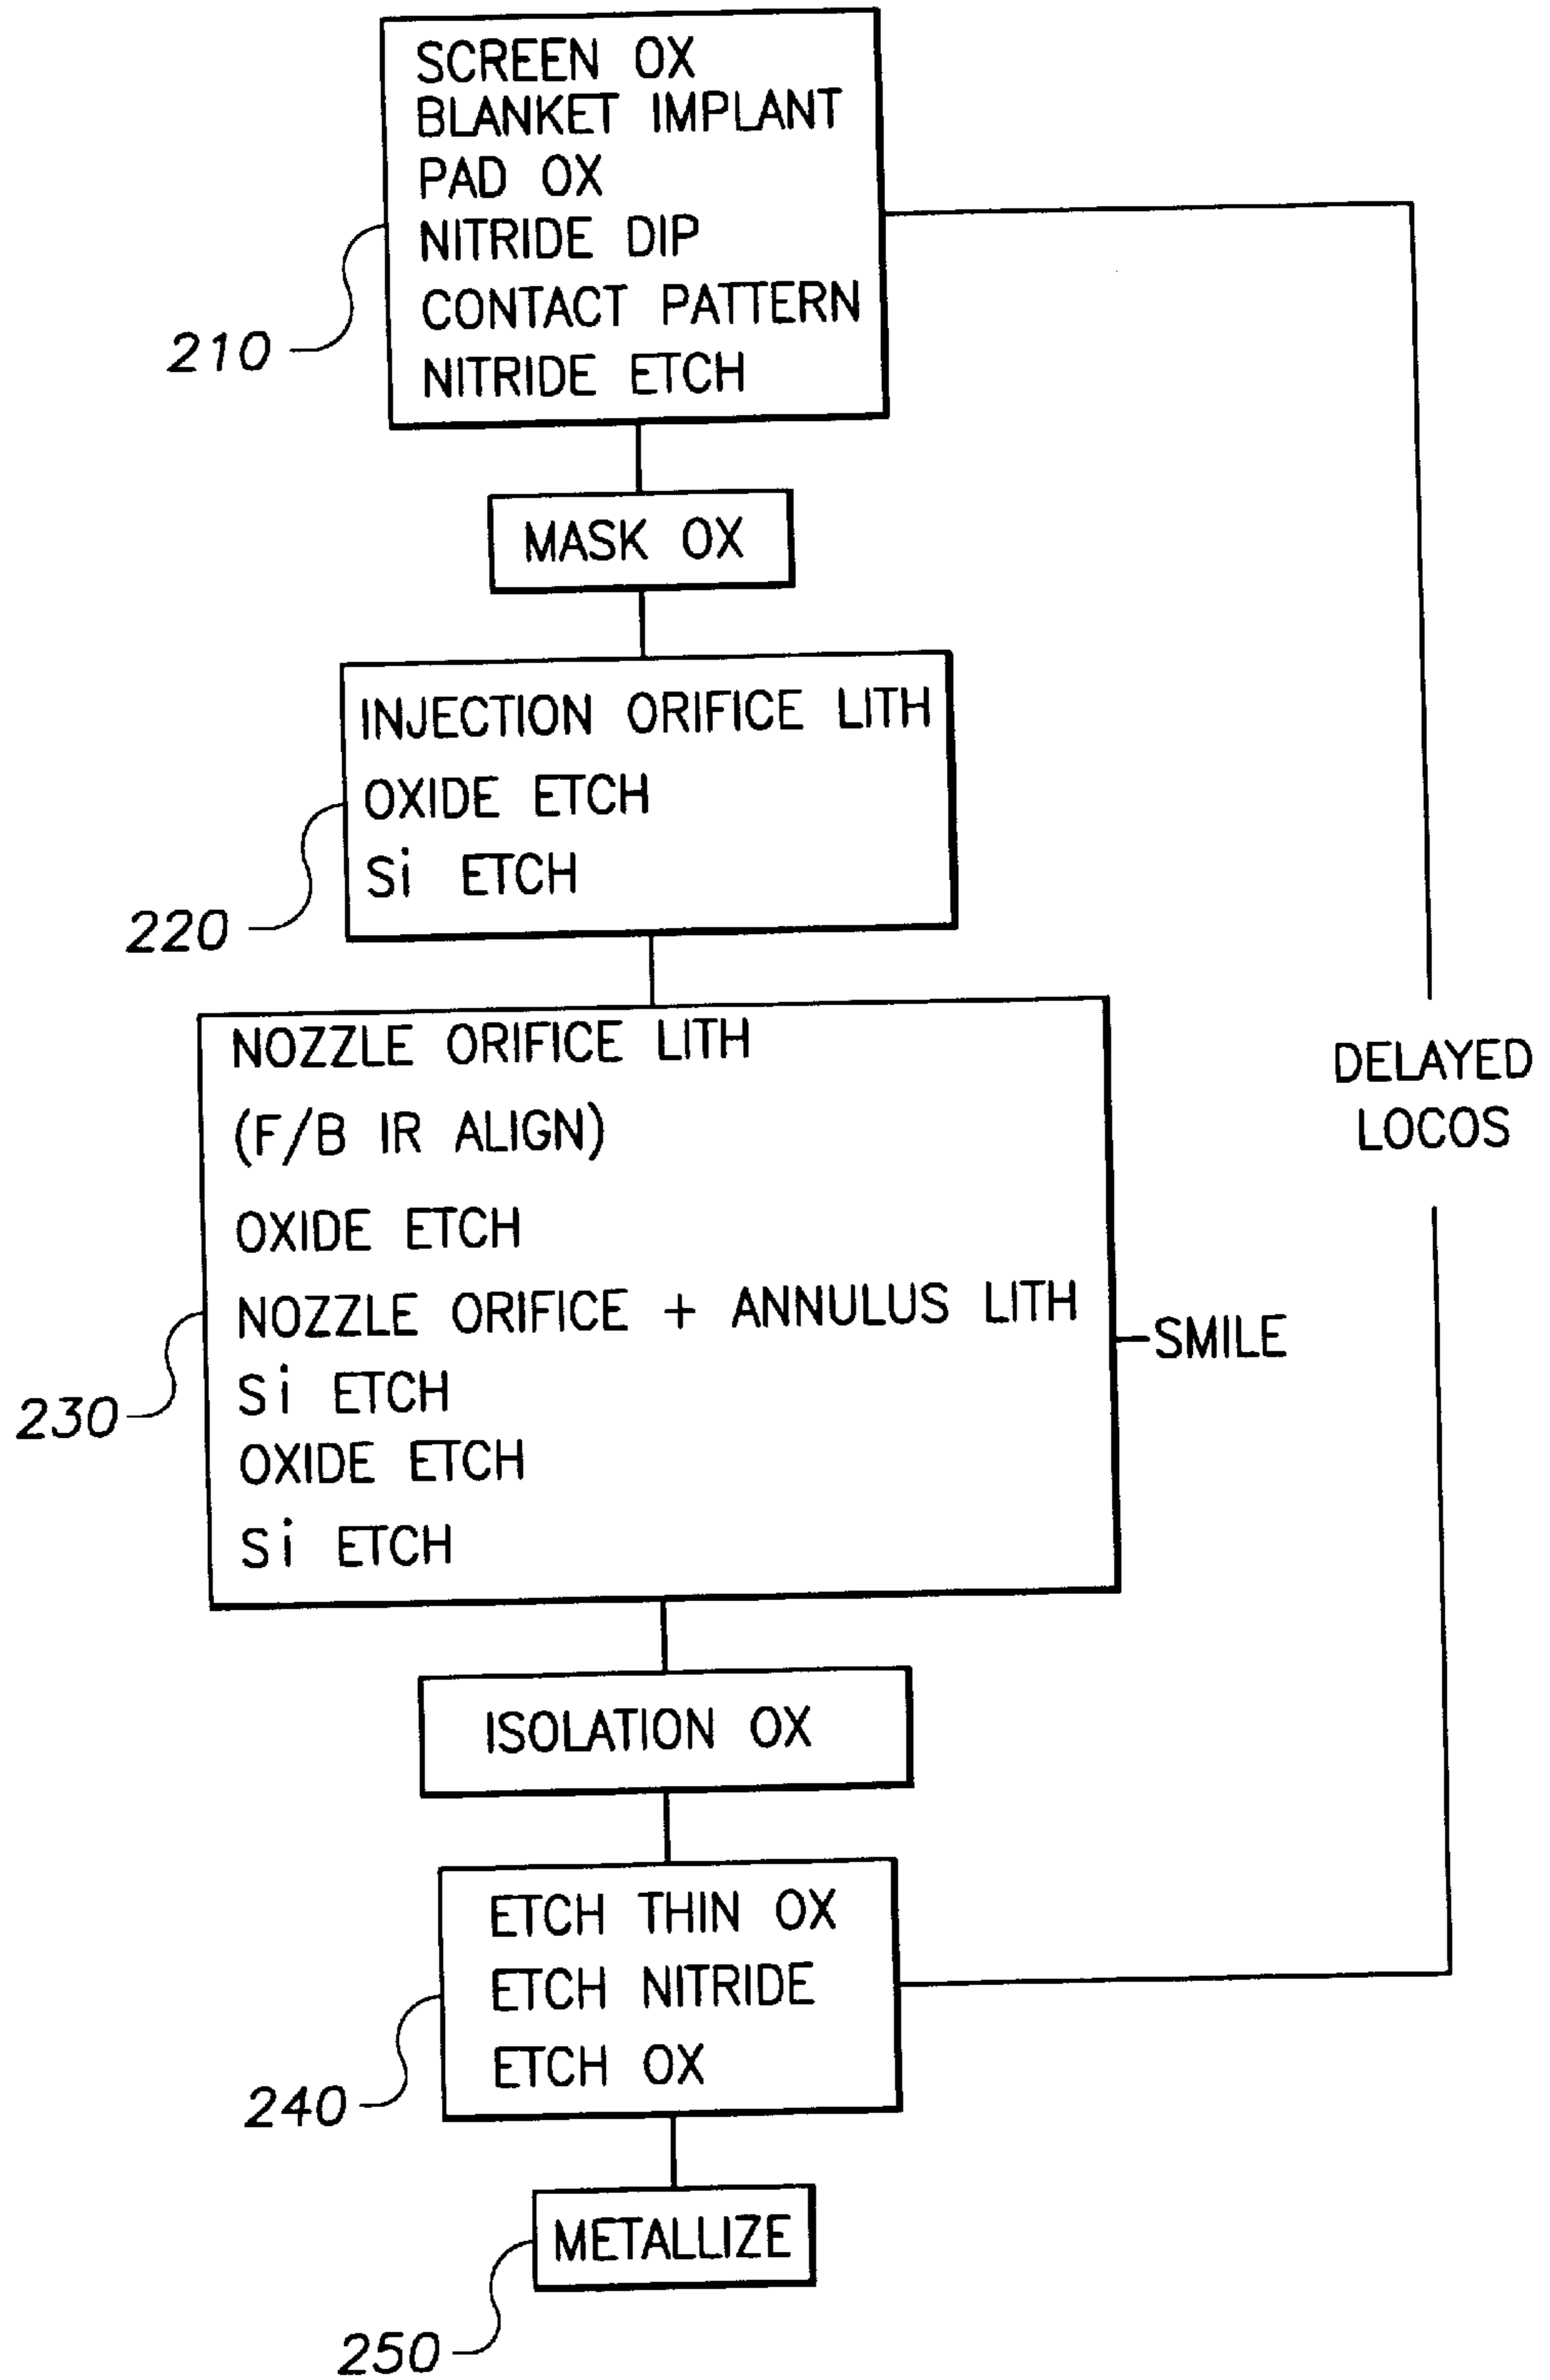 SCREEN OX
BLANKET IMPLANT
PAD OX
NITRIDE DIP
CONTACT PATTERN
NITRIDE ETCH
210
MASK OX
INJECTION ORIFICE LITH
OXIDE ETCH
Si ETCH
220
NOZZLE ORIFICE LITH
(F/B IR ALIGN)
OXIDE ETCH
NOZZLE ORIFICE + ANNULUS LITH
Si ETCH
OXIDE ETCH
Si ETCH
230
SMILE
DELAYED
LOCOS
ISOLATION OX
ETCH THIN OX
ETCH NITRIDE
ETCH OX
240
METALLIZE
250